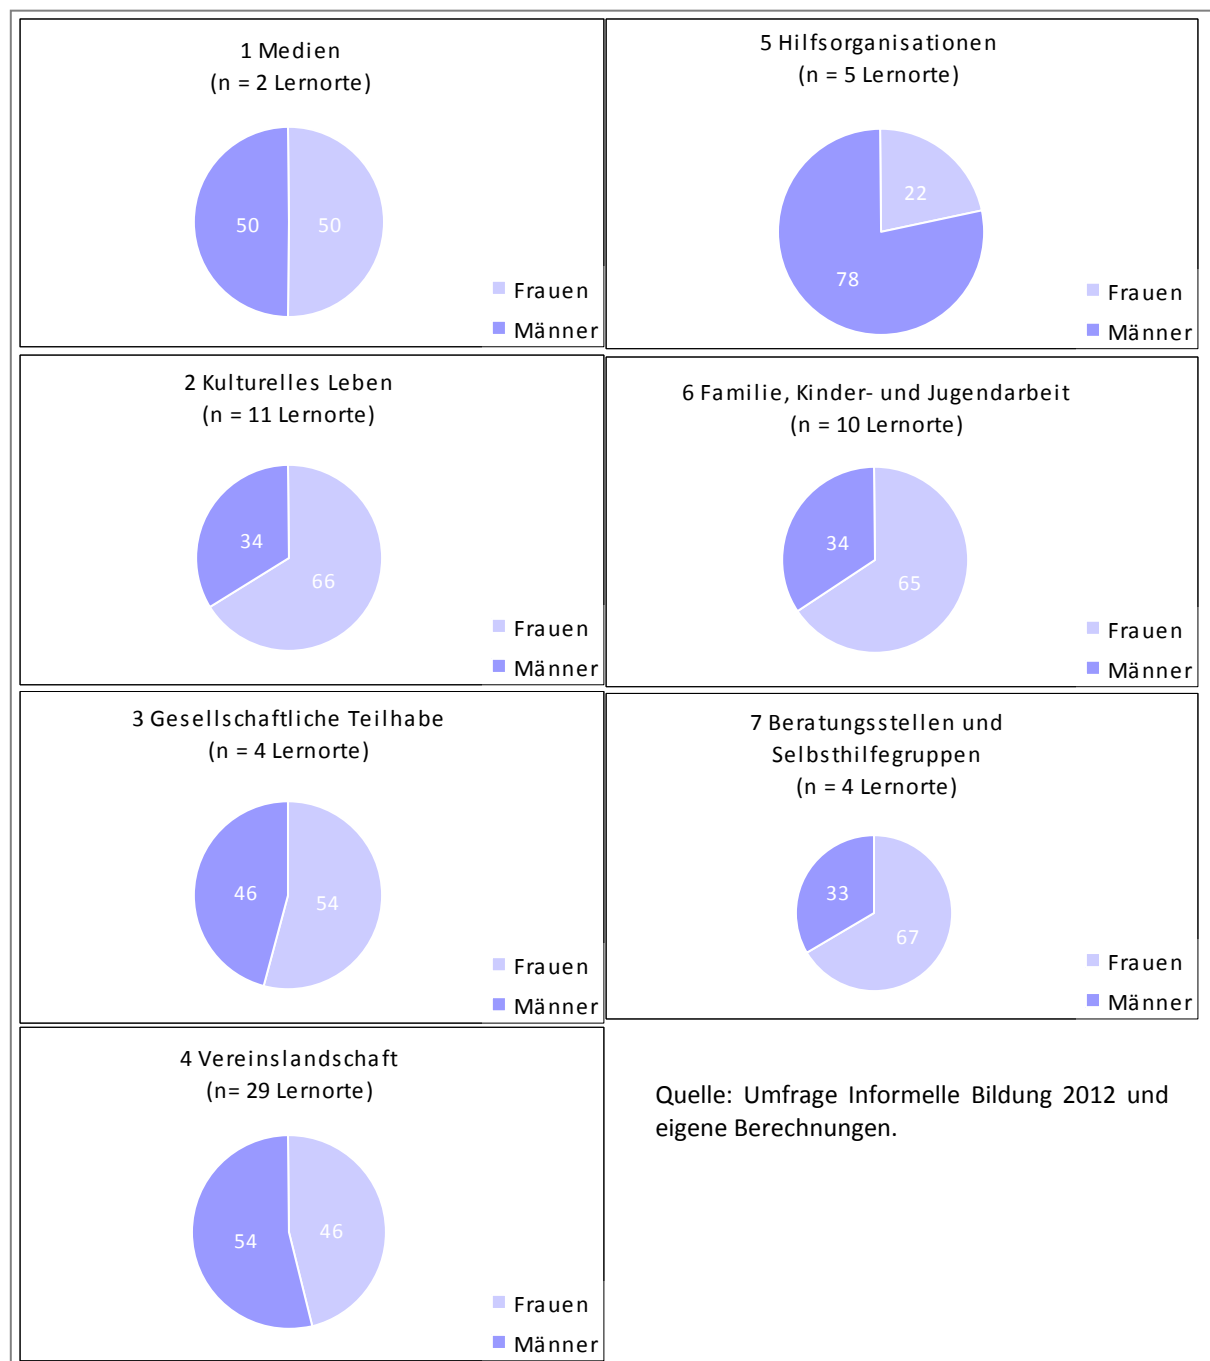 1 Medien
(n = 2 Lernorte)
50
50
Frauen
Männer
2 Kulturelles Leben
(n = 11 Lernorte)
34
66
Frauen
Männer
3 Gesellschaftliche Teilhabe
(n = 4 Lernorte)
46
54
Frauen
Männer
4 Vereinslandschaft
(n= 29 Lernorte)
54
46
Frauen
Männer
5 Hilfsorganisationen
(n = 5 Lernorte)
22
78
Frauen
Männer
6 Familie, Kinder- und Jugendarbeit
(n = 10 Lernorte)
34
65
Frauen
Männer
7 Beratungsstellen und
Selbsthilfegruppen
(n = 4 Lernorte)
33
67
Frauen
Männer
Quelle: Umfrage Informelle Bildung 2012 und
eigene Berechnungen.